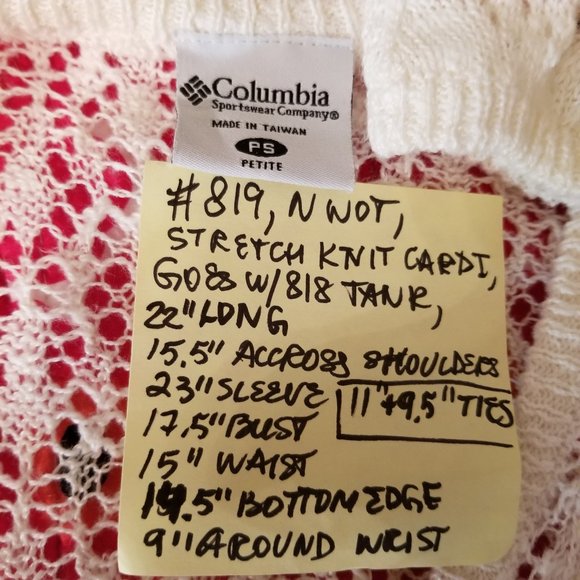 Columbia
Sportswear Company®
MADE IN TAIWAN
PS
PETITE
#819, NWOT,
STRETCH KNIT CARDI,
GOES W/818 TANK,
22" LONG
15.5" ACCROSS SHOULDERS
23" SLEEVE
11"+9.5" TIES
17.5" BUST
15" WAIST
19.5" BOTTOM EDGE
9" AROUND WRIST